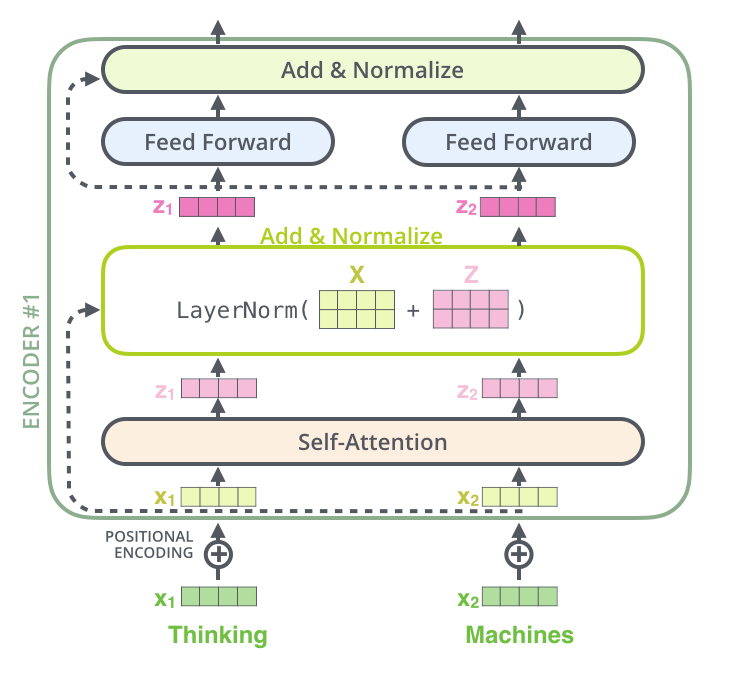 Add & Normalize
Feed Forward
Feed Forward
z1
z2
Add & Normalize
X
Z
LayerNorm( + )
ENCODER #1
z1
z2
Self-Attention
x1
x2
POSITIONAL
ENCODING
x1
x2
Thinking
Machines